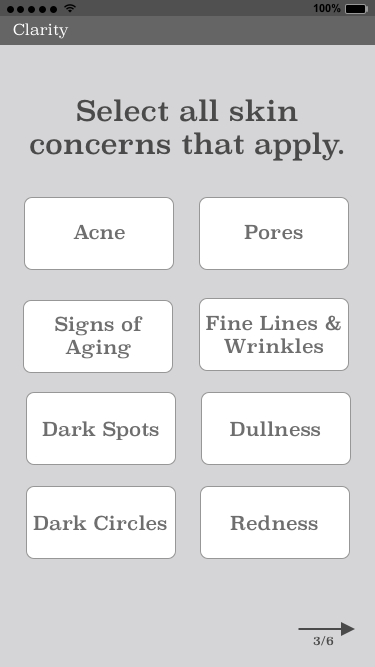 100%
Clarity
Select all skin
concerns that apply.
Acne
Pores
Signs of
Aging
Fine Lines &
Wrinkles
Dark Spots
Dullness
Dark Circles
Redness
3/6